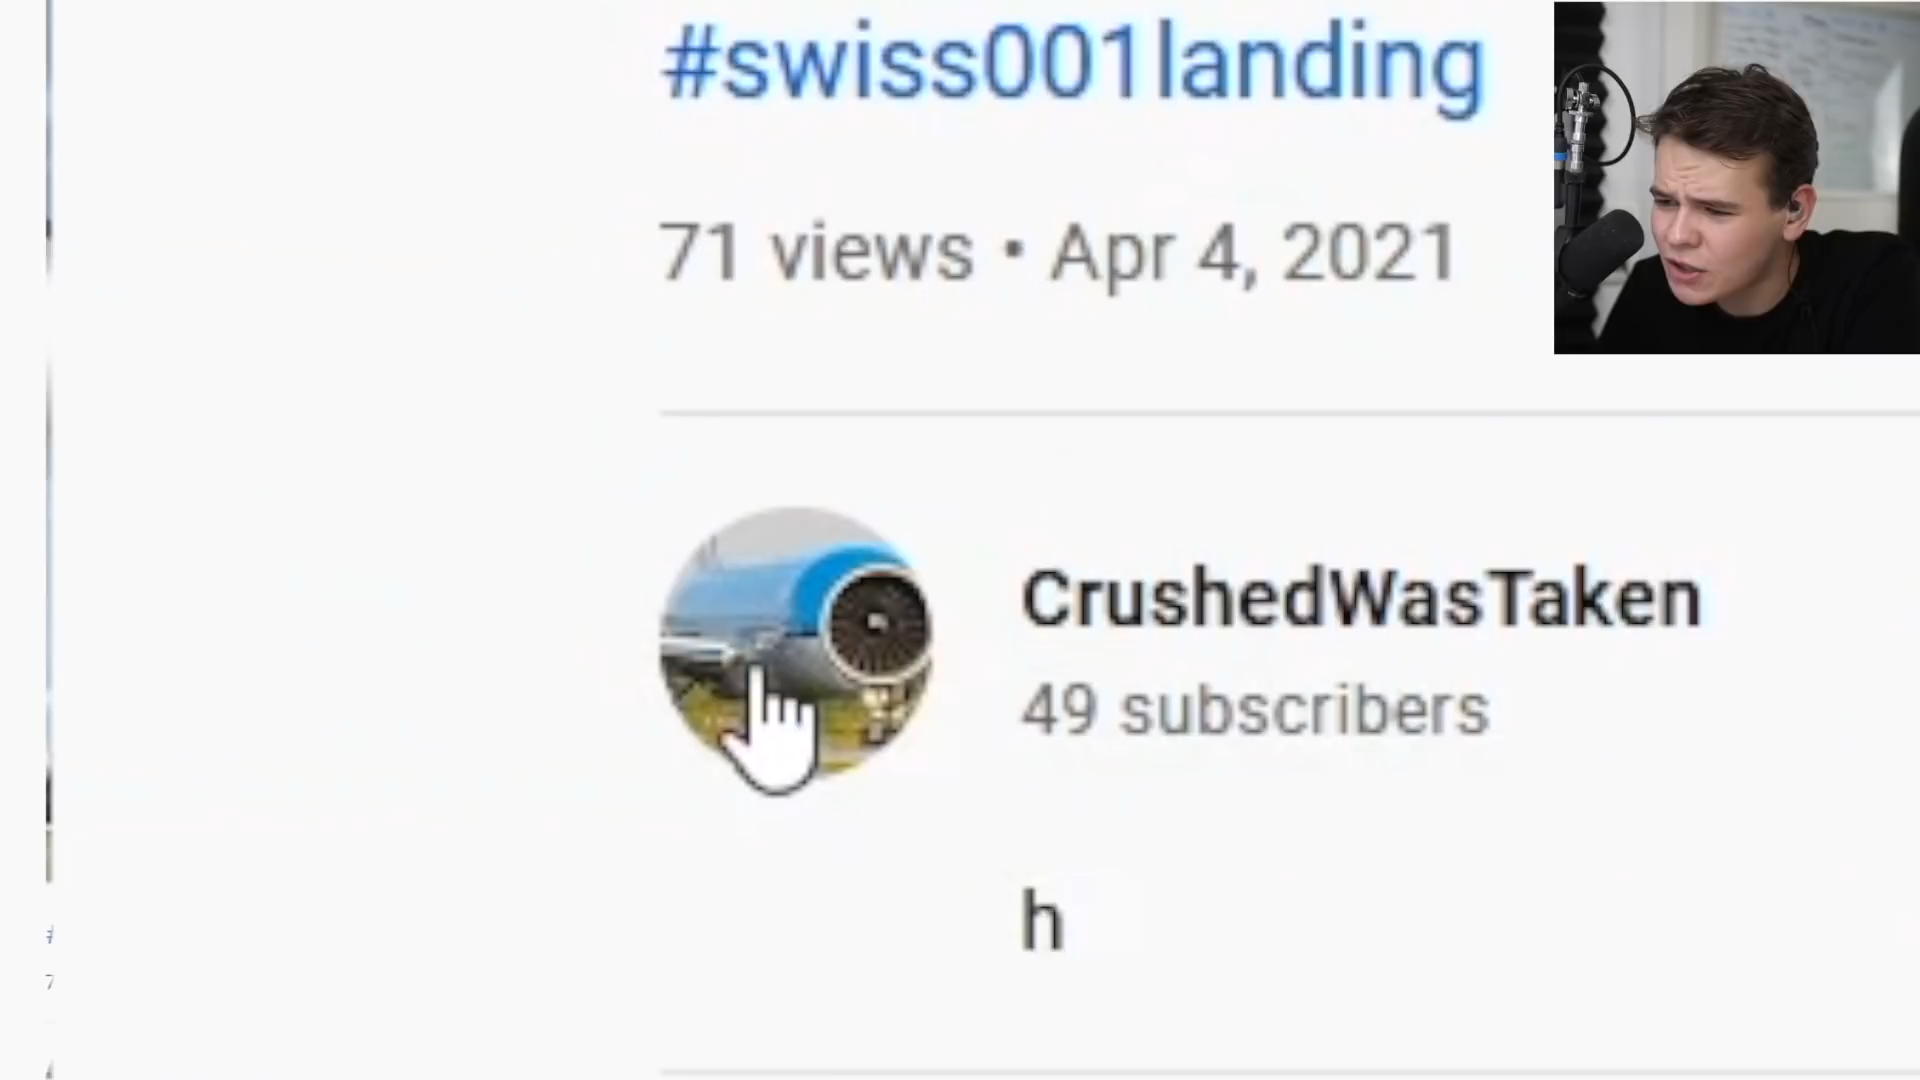 #swiss001landing
71 views • Apr 4, 2021
CrushedWasTaken
49 subscribers
h